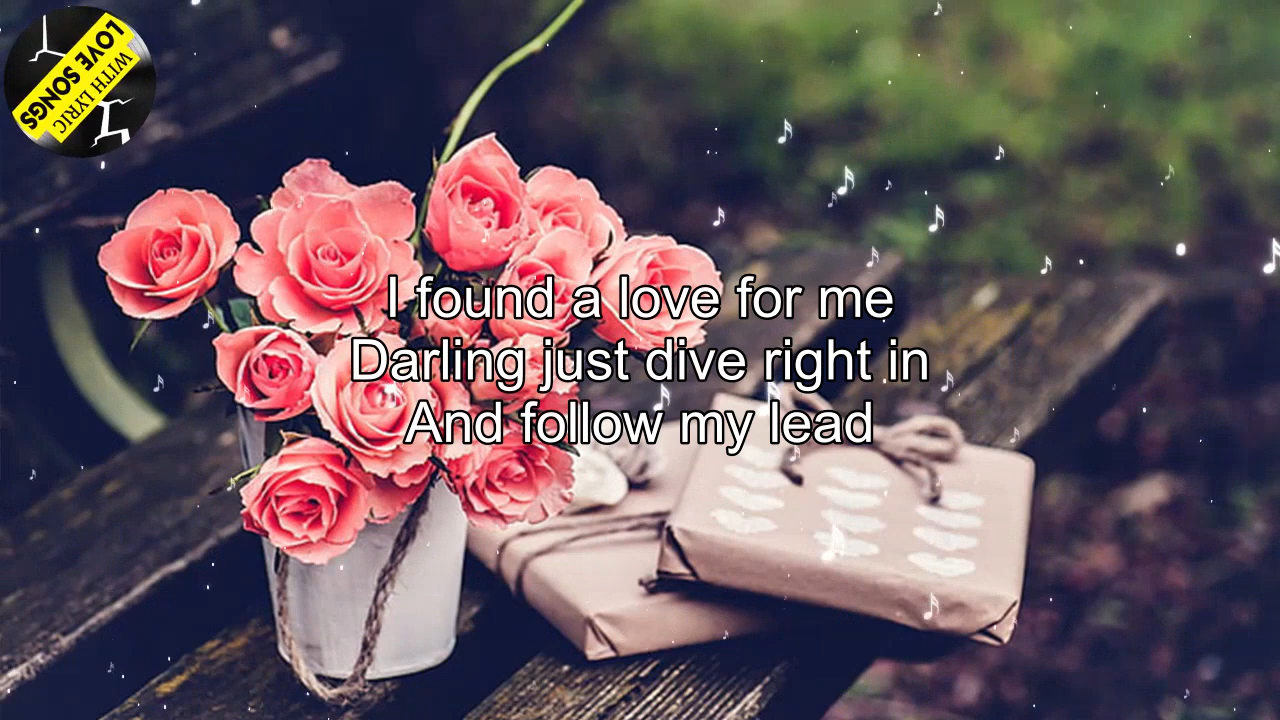 LOVE SONGS
WITH LYRIC
I found a love for me
Darling just dive right in
And follow my lead